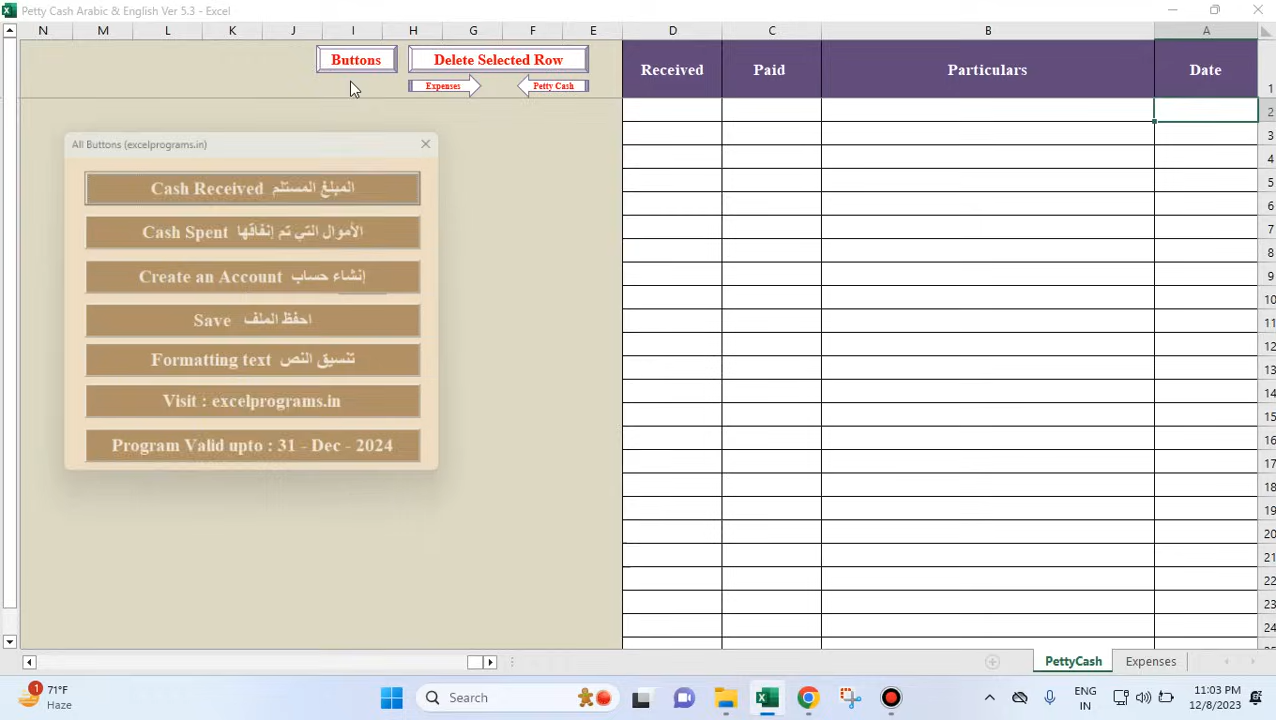 Petty Cash Arabic & English Ver 5.3 - Excel
N M L K J I H G F E D C B A
Buttons
Delete Selected Row
Expenses
Petty Cash
Received Paid Particulars Date
1
2
3
4
5
6
7
8
9
10
11
12
13
14
15
16
17
18
19
20
21
22
23
24
All Buttons (excelprograms.in)
Cash Received المبلغ المستلم
Cash Spent الأموال التي تم إنفاقها
Create an Account إنشاء حساب
Save احفظ الملف
Formatting text تنسيق النص
Visit : excelprograms.in
Program Valid upto : 31 - Dec - 2024
PettyCash Expenses
1
71°F
Haze
Search
ENG
IN
11:03 PM
12/8/2023